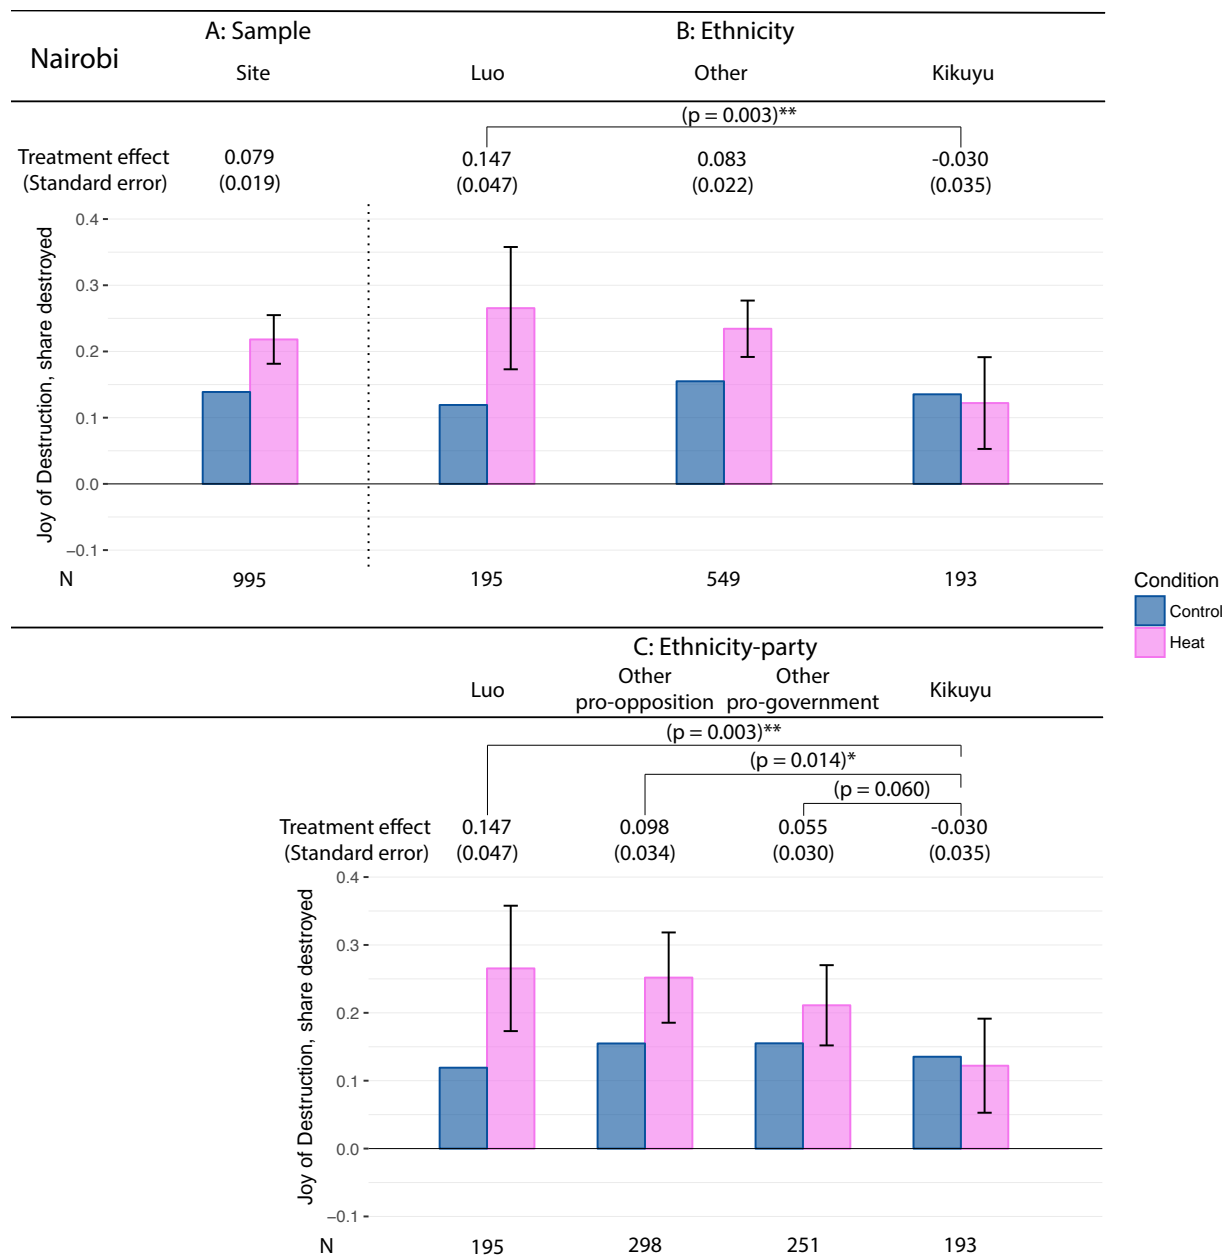 Nairobi
A: Sample
B: Ethnicity
Site
Luo
Other
Kikuyu
(p = 0.003)**
Treatment effect
0.079
0.147
0.083
-0.030
(Standard error)
(0.019)
(0.047)
(0.022)
(0.035)
Joy of Destruction, share destroyed
0.4
0.3
0.2
0.1
0.0
−0.1
N
995
195
549
193
Condition
Control
Heat
C: Ethnicity-party
Luo
Other
pro-opposition
Other
pro-government
Kikuyu
(p = 0.003)**
(p = 0.014)*
(p = 0.060)
Treatment effect
0.147
0.098
0.055
-0.030
(Standard error)
(0.047)
(0.034)
(0.030)
(0.035)
Joy of Destruction, share destroyed
0.4
0.3
0.2
0.1
0.0
−0.1
N
195
298
251
193